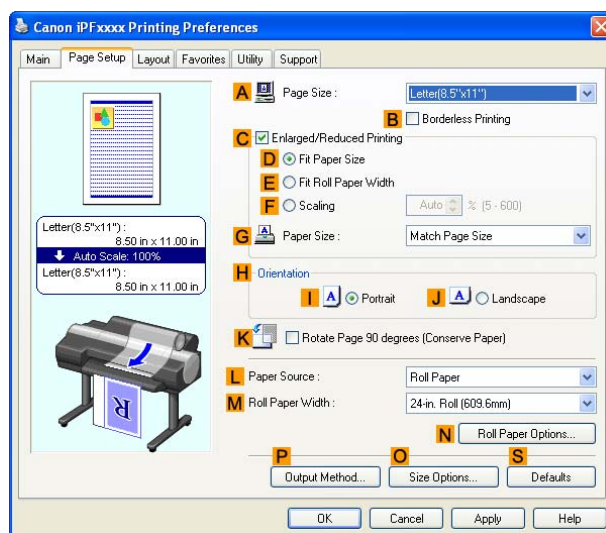 Canon iPFxxxx Printing Preferences
Main Page Setup Layout Favorites Utility Support
A Page Size : Letter(8.5"x11")
B Borderless Printing
C Enlarged/Reduced Printing
D Fit Paper Size
E Fit Roll Paper Width
F Scaling Auto % (5 - 600)
G Paper Size : Match Page Size
Letter(8.5"x11") :
8.50 in x 11.00 in
Auto Scale: 100%
Letter(8.5"x11") :
8.50 in x 11.00 in
H Orientation
I A Portrait J A Landscape
K Rotate Page 90 degrees (Conserve Paper)
R
L Paper Source : Roll Paper
M Roll Paper Width : 24-in. Roll (609.6mm)
N Roll Paper Options...
P O S
Output Method... Size Options... Defaults
OK Cancel Apply Help